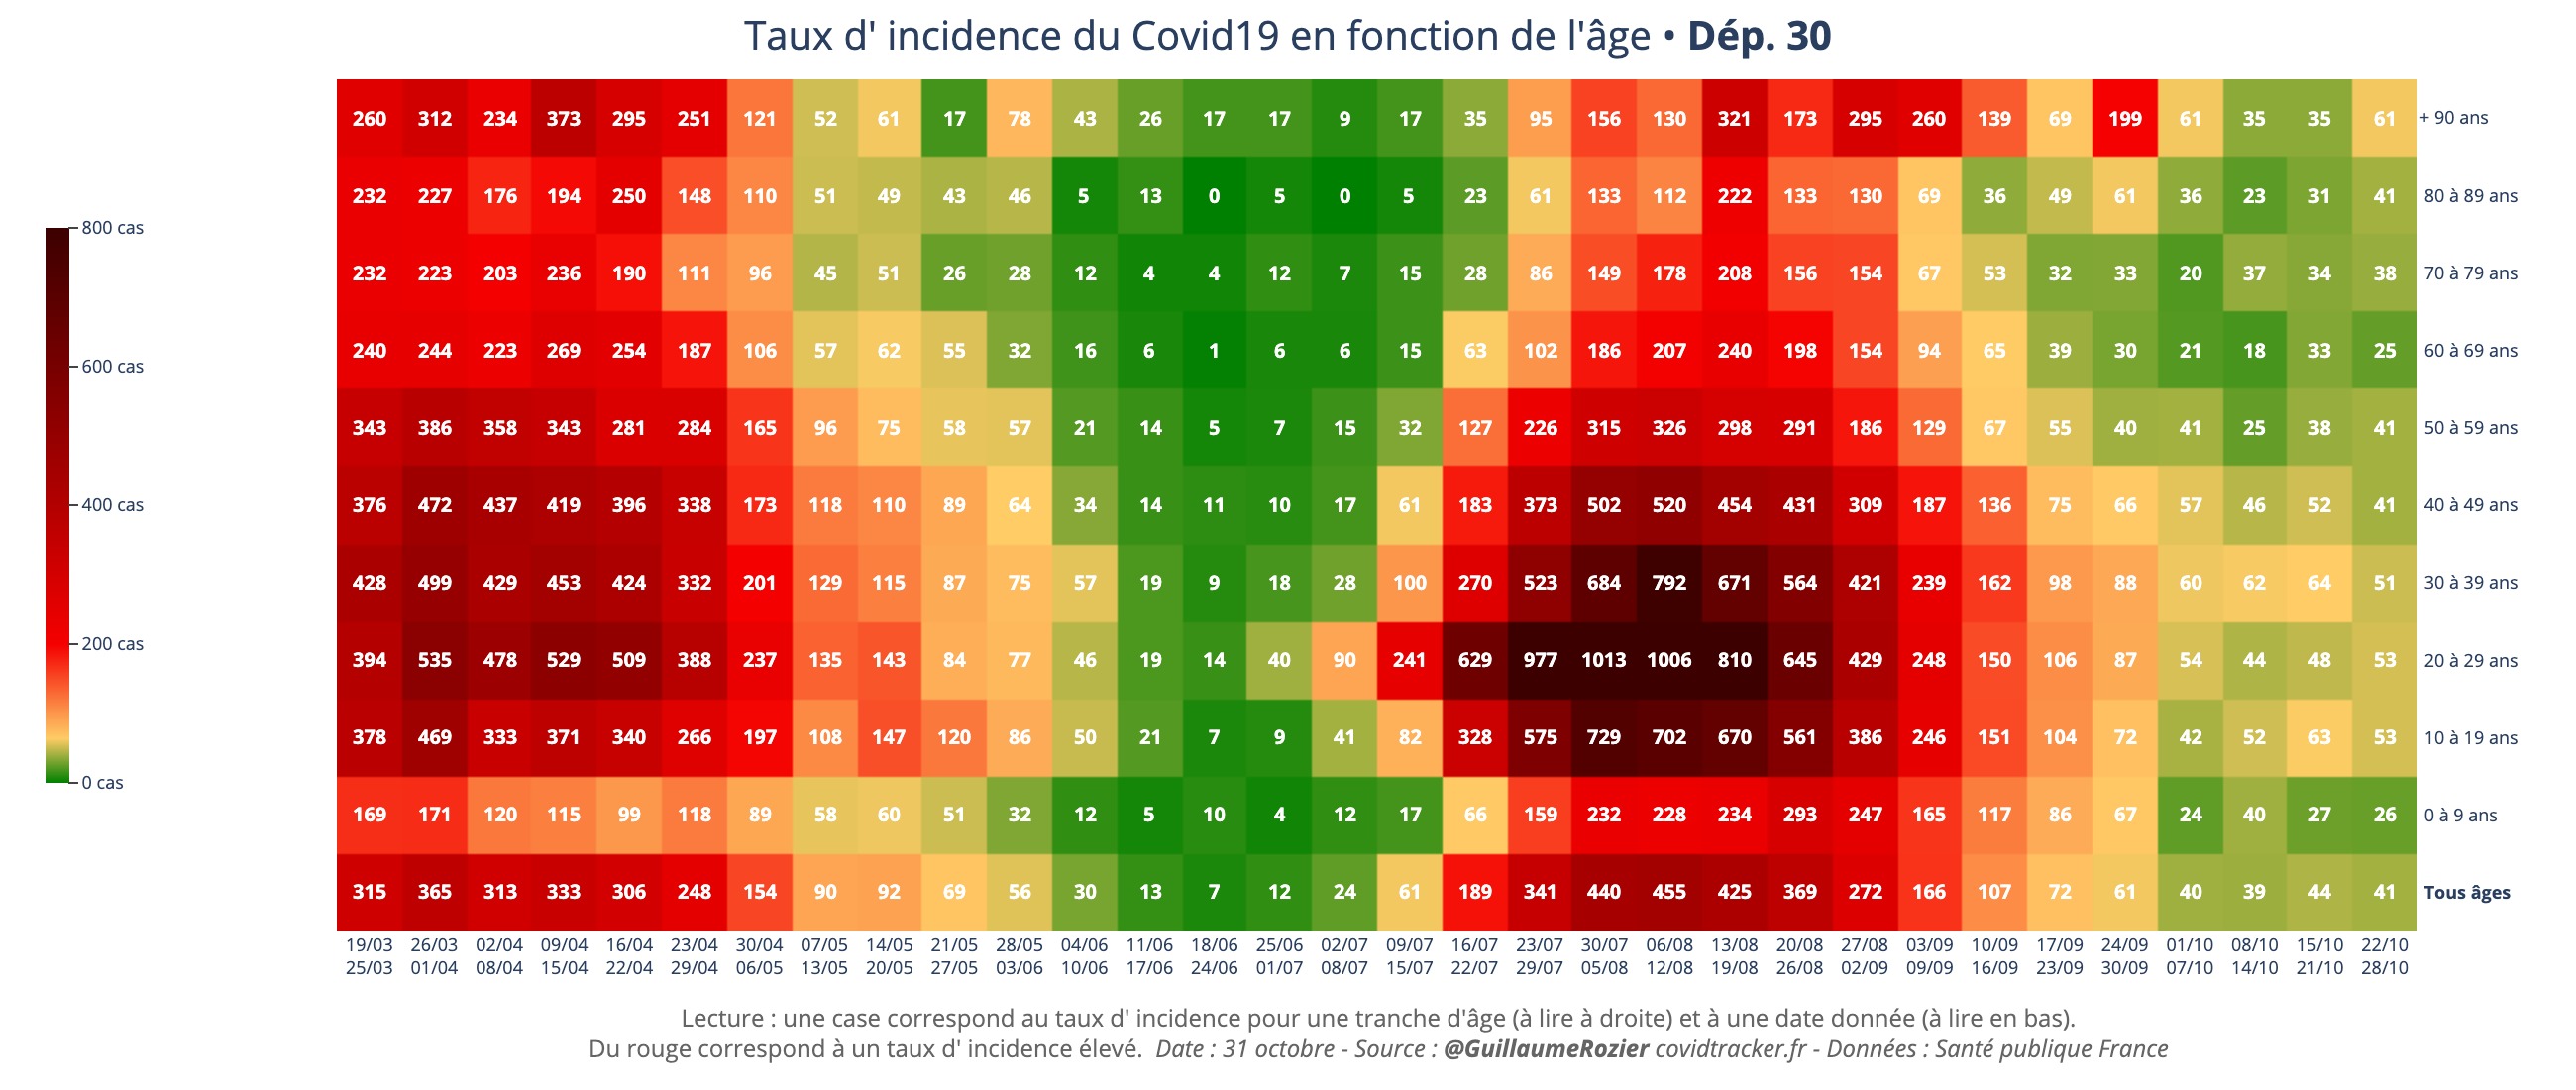 Taux d' incidence du Covid19 en fonction de l'âge • Dép. 30
260 312 234 373 295 251 121 52 61 17 78 43 26 17 17 9 17 35 95 156 130 321 173 295 260 139 69 199 61 35 35 61 + 90 ans
232 227 176 194 250 148 110 51 49 43 46 5 13 0 5 0 5 23 61 133 112 222 133 130 69 36 49 61 36 23 31 41 80 à 89 ans
800 cas
232 223 203 236 190 111 96 45 51 26 28 12 4 4 12 7 15 28 86 149 178 208 156 154 67 53 32 33 20 37 34 38 70 à 79 ans
240 244 223 269 254 187 106 57 62 55 32 16 6 1 6 6 15 63 102 186 207 240 198 154 94 65 39 30 21 18 33 25 60 à 69 ans
600 cas
343 386 358 343 281 284 165 96 75 58 57 21 14 5 7 15 32 127 226 315 326 298 291 186 129 67 55 40 41 25 38 41 50 à 59 ans
376 472 437 419 396 338 173 118 110 89 64 34 14 11 10 17 61 183 373 502 520 454 431 309 187 136 75 66 57 46 52 41 40 à 49 ans
400 cas
428 499 429 453 424 332 201 129 115 87 75 57 19 9 18 28 100 270 523 684 792 671 564 421 239 162 98 88 60 62 64 51 30 à 39 ans
200 cas
394 535 478 529 509 388 237 135 143 84 77 46 19 14 40 90 241 629 977 1013 1006 810 645 429 248 150 106 87 54 44 48 53 20 à 29 ans
378 469 333 371 340 266 197 108 147 120 86 50 21 7 9 41 82 328 575 729 702 670 561 386 246 151 104 72 42 52 63 53 10 à 19 ans
0 cas
169 171 120 115 99 118 89 58 60 51 32 12 5 10 4 12 17 66 159 232 228 234 293 247 165 117 86 67 24 40 27 26 0 à 9 ans
315 365 313 333 306 248 154 90 92 69 56 30 13 7 12 24 61 189 341 440 455 425 369 272 166 107 72 61 40 39 44 41 Tous âges
19/03 26/03 02/04 09/04 16/04 23/04 30/04 07/05 14/05 21/05 28/05 04/06 11/06 18/06 25/06 02/07 09/07 16/07 23/07 30/07 06/08 13/08 20/08 27/08 03/09 10/09 17/09 24/09 01/10 08/10 15/10 22/10
25/03 01/04 08/04 15/04 22/04 29/04 06/05 13/05 20/05 27/05 03/06 10/06 17/06 24/06 01/07 08/07 15/07 22/07 29/07 05/08 12/08 19/08 26/08 02/09 09/09 16/09 23/09 30/09 07/10 14/10 21/10 28/10
Lecture : une case correspond au taux d' incidence pour une tranche d'âge (à lire à droite) et à une date donnée (à lire en bas).
Du rouge correspond à un taux d' incidence élevé. Date : 31 octobre - Source : @GuillaumeRozier covidtracker.fr - Données : Santé publique France